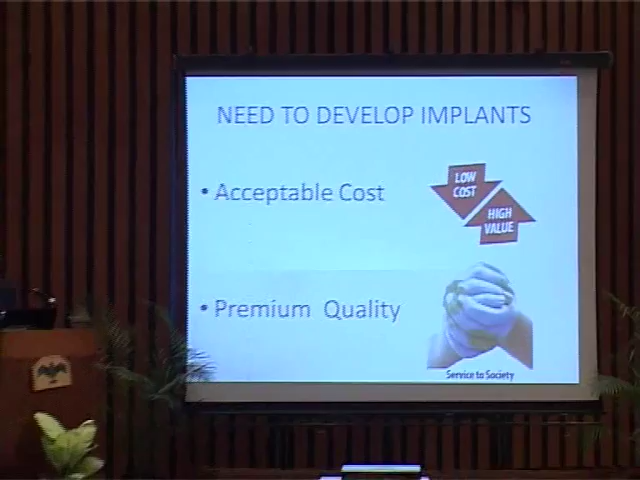 NEED TO DEVELOP IMPLANTS
• Acceptable Cost
LOW
COST
HIGH
VALUE
• Premium Quality
Service to Society